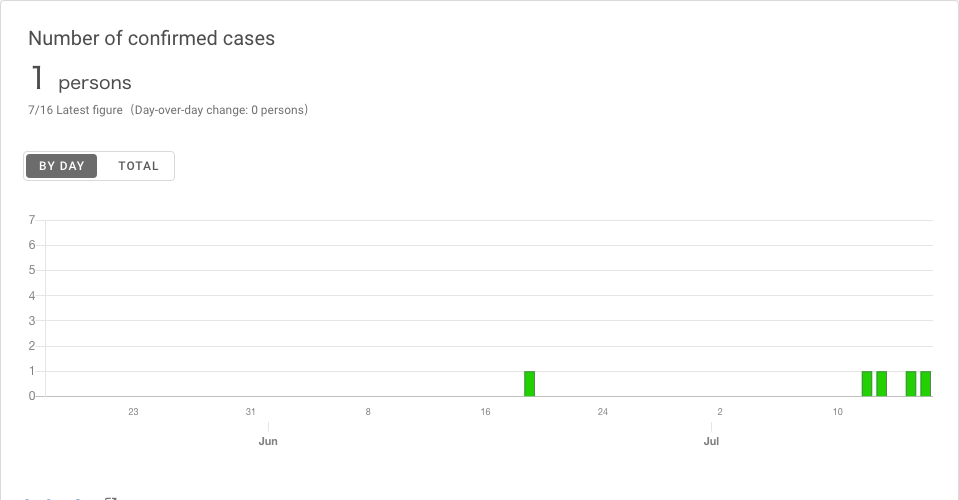 Number of confirmed cases
1 persons
7/16 Latest figure（Day-over-day change: 0 persons）
BY DAY TOTAL
7
6
5
4
3
2
1
0
23 31 8 16 24 2 10
Jun Jul